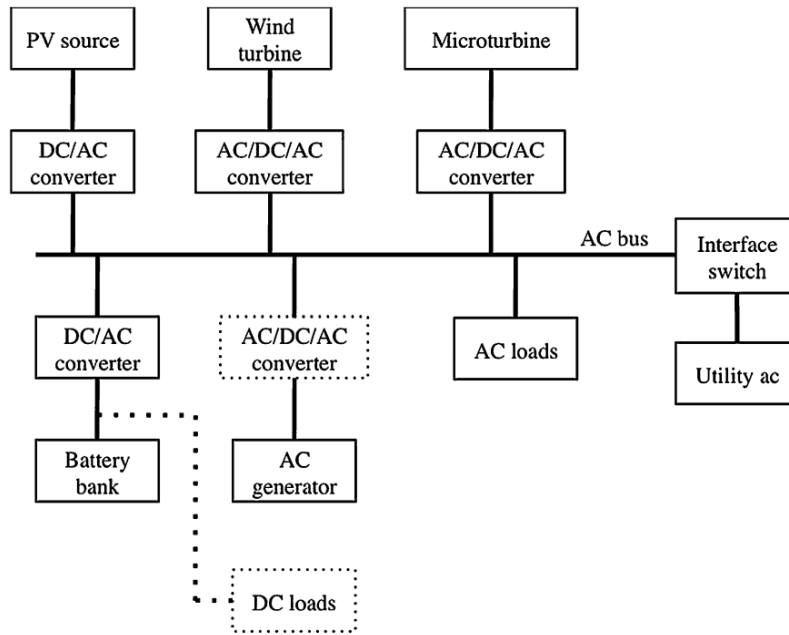 PV source
Wind
turbine
Microturbine
DC/AC
converter
AC/DC/AC
converter
AC/DC/AC
converter
AC bus
Interface
switch
DC/AC
converter
AC/DC/AC
converter
AC loads
Utility ac
Battery
bank
AC
generator
DC loads